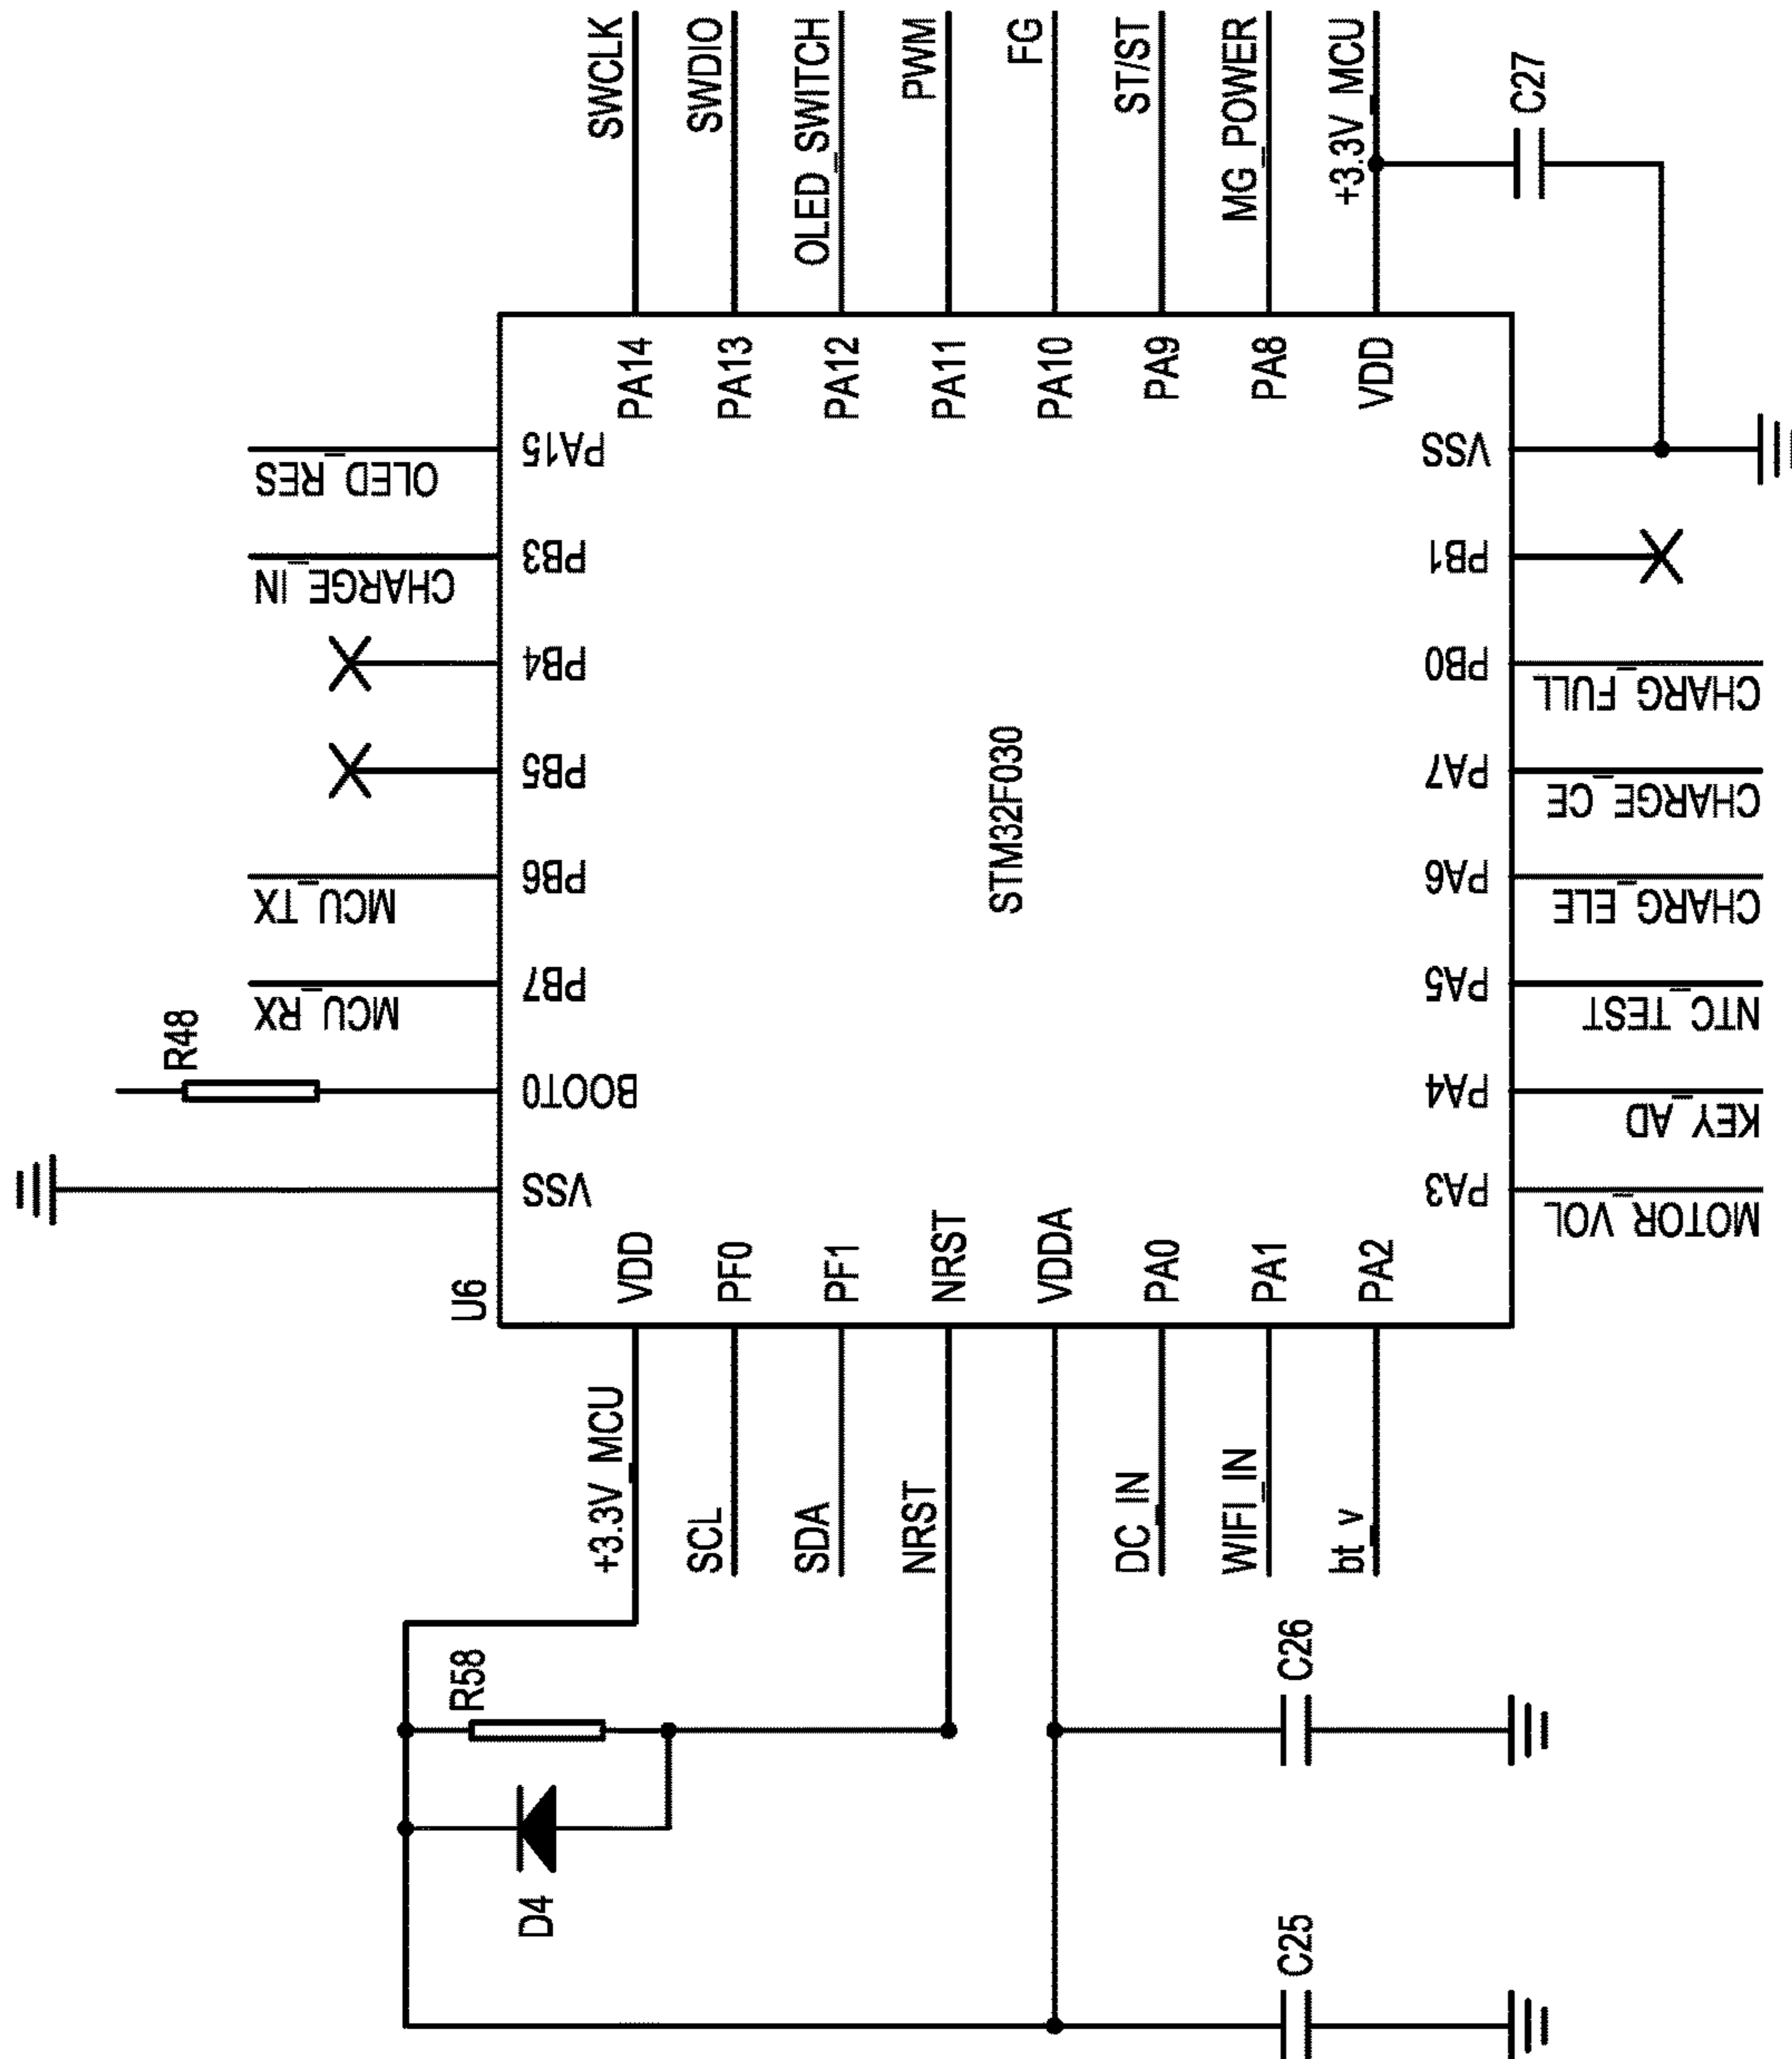 SWCLK
SWDIO
OLED_SWITCH
PWM
FG
ST/ST
MG_POWER
+3.3V_MCU
C27
PA14
PA13
PA12
PA11
PA10
PA9
PA8
VDD
OLED_RES
PA15
CHARGE_IN
PB3
PB4
PB5
MCU_TX
PB6
MCU_RX
PB7
R48
BOOT0
VSS
STM32F030
VSS
PB1
PB0
CHARG_FULL
PA7
CHARGE_CE
PA6
CHARG_ELE
PA5
NTC_TEST
PA4
KEY_AD
PA3
MOTOR_VOL
U6
VDD
PF0
PF1
NRST
VDDA
PA0
PA1
PA2
+3.3V_MCU
SCL
SDA
NRST
DC_IN
WIFI_IN
bt_v
R58
C26
D4
C25